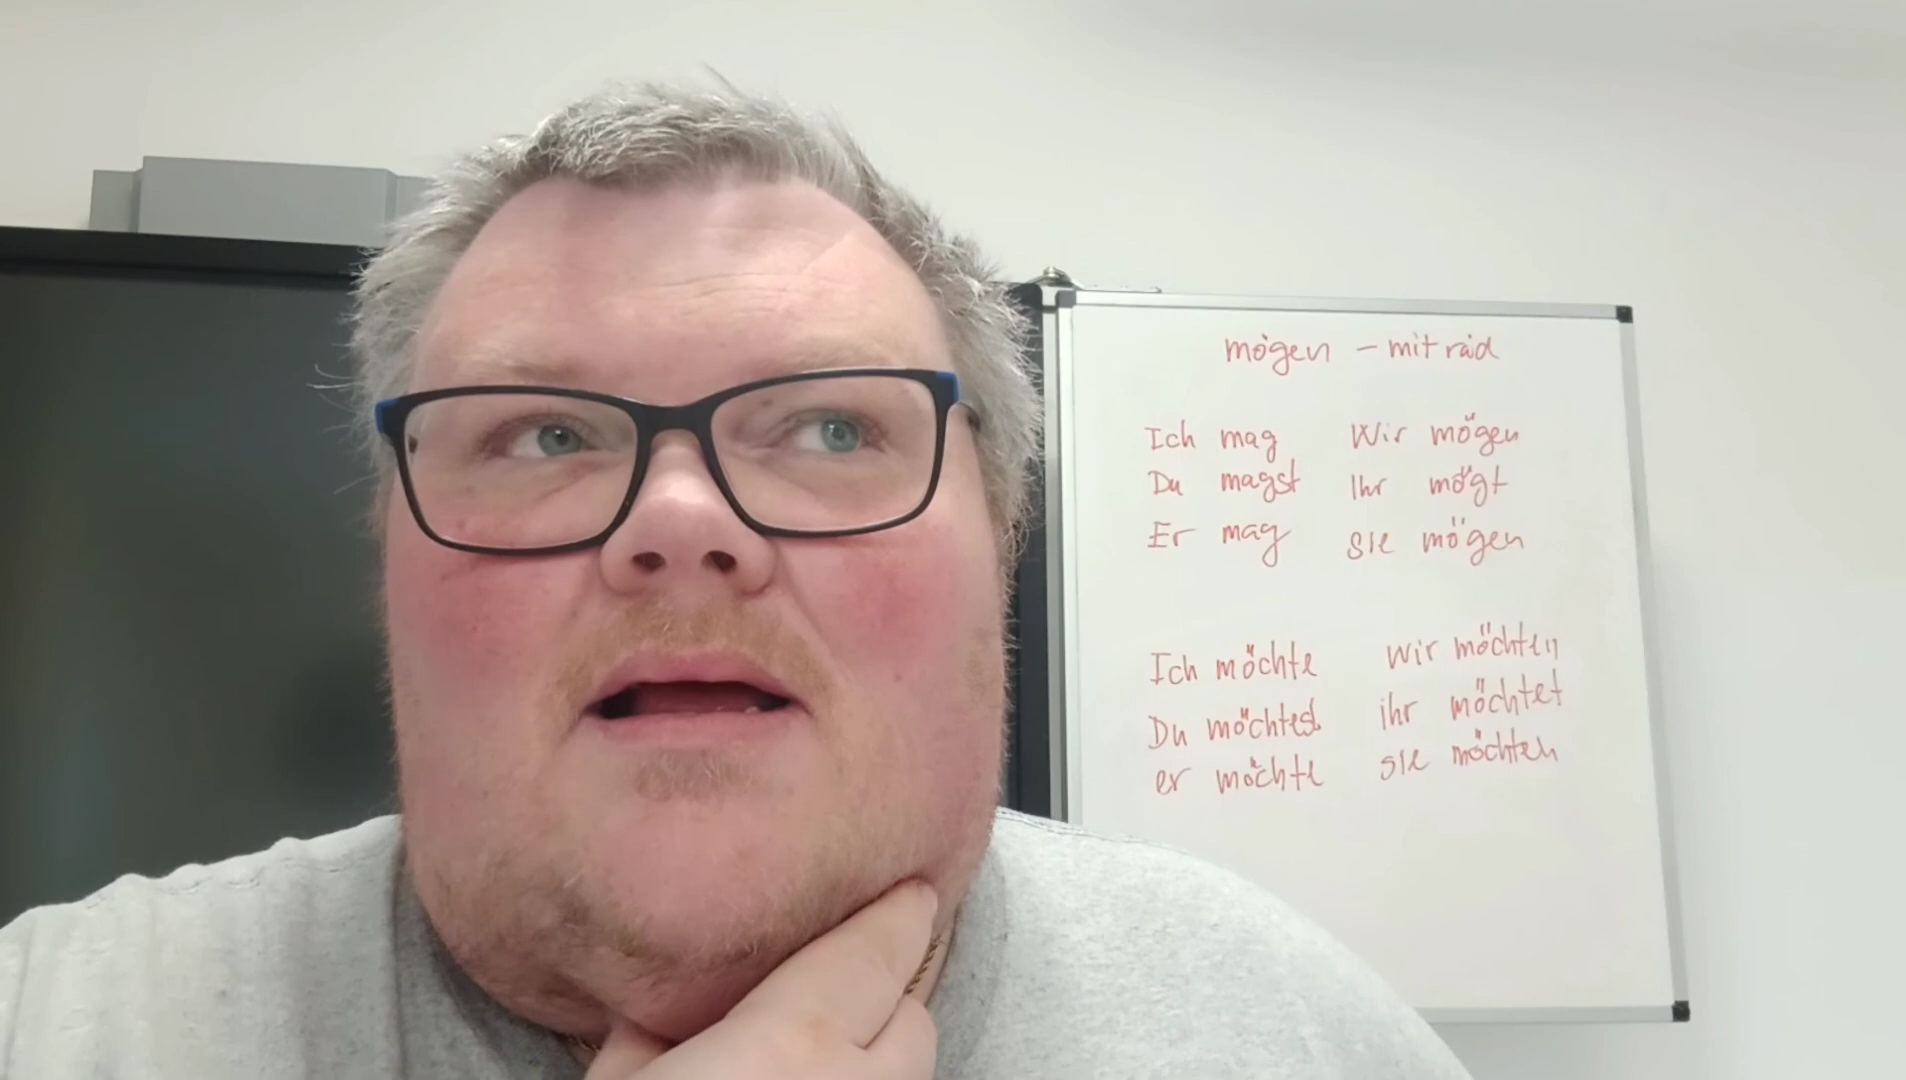 mögen – mít rád
Ich mag Wir mögen
Du magst Ihr mögt
Er mag sie mögen
Ich möchte Wir möchten
Du möchtest ihr möchtet
er möchte sie möchten